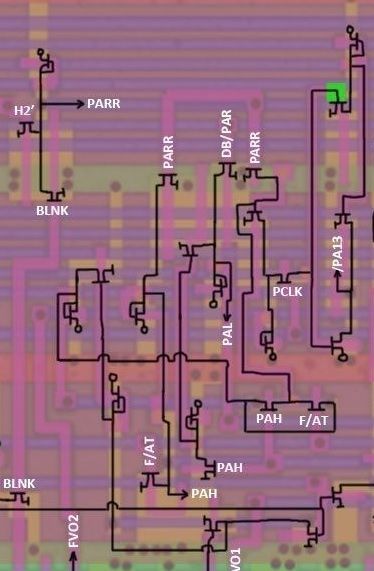 H2'
PARR
BLNK
PARR
DB/PAR
PARR
/PA13
PCLK
PAL
PAH
F/AT
F/AT
PAH
PAH
BLNK
FVO2
VO1